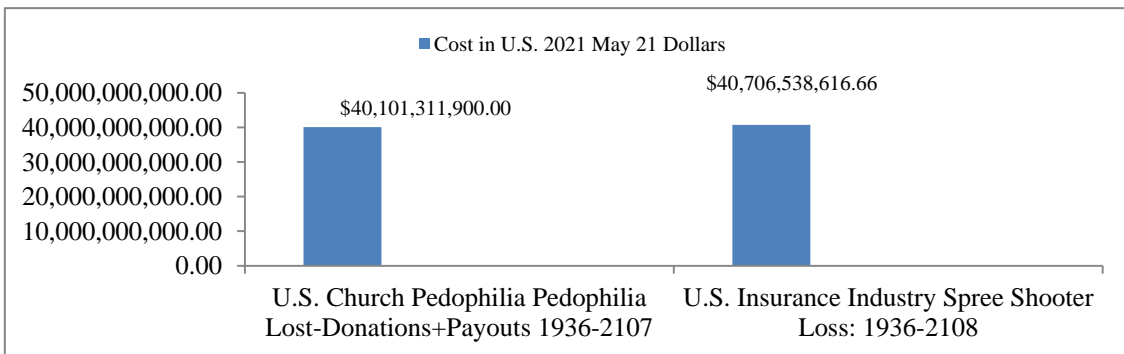 Cost in U.S. 2021 May 21 Dollars
$40,706,538,616.66
50,000,000,000.00
$40,101,311,900.00
40,000,000,000.00
30,000,000,000.00
20,000,000,000.00
10,000,000,000.00
0.00
U.S. Church Pedophilia Pedophilia
Lost-Donations+Payouts 1936-2107
U.S. Insurance Industry Spree Shooter
Loss: 1936-2108